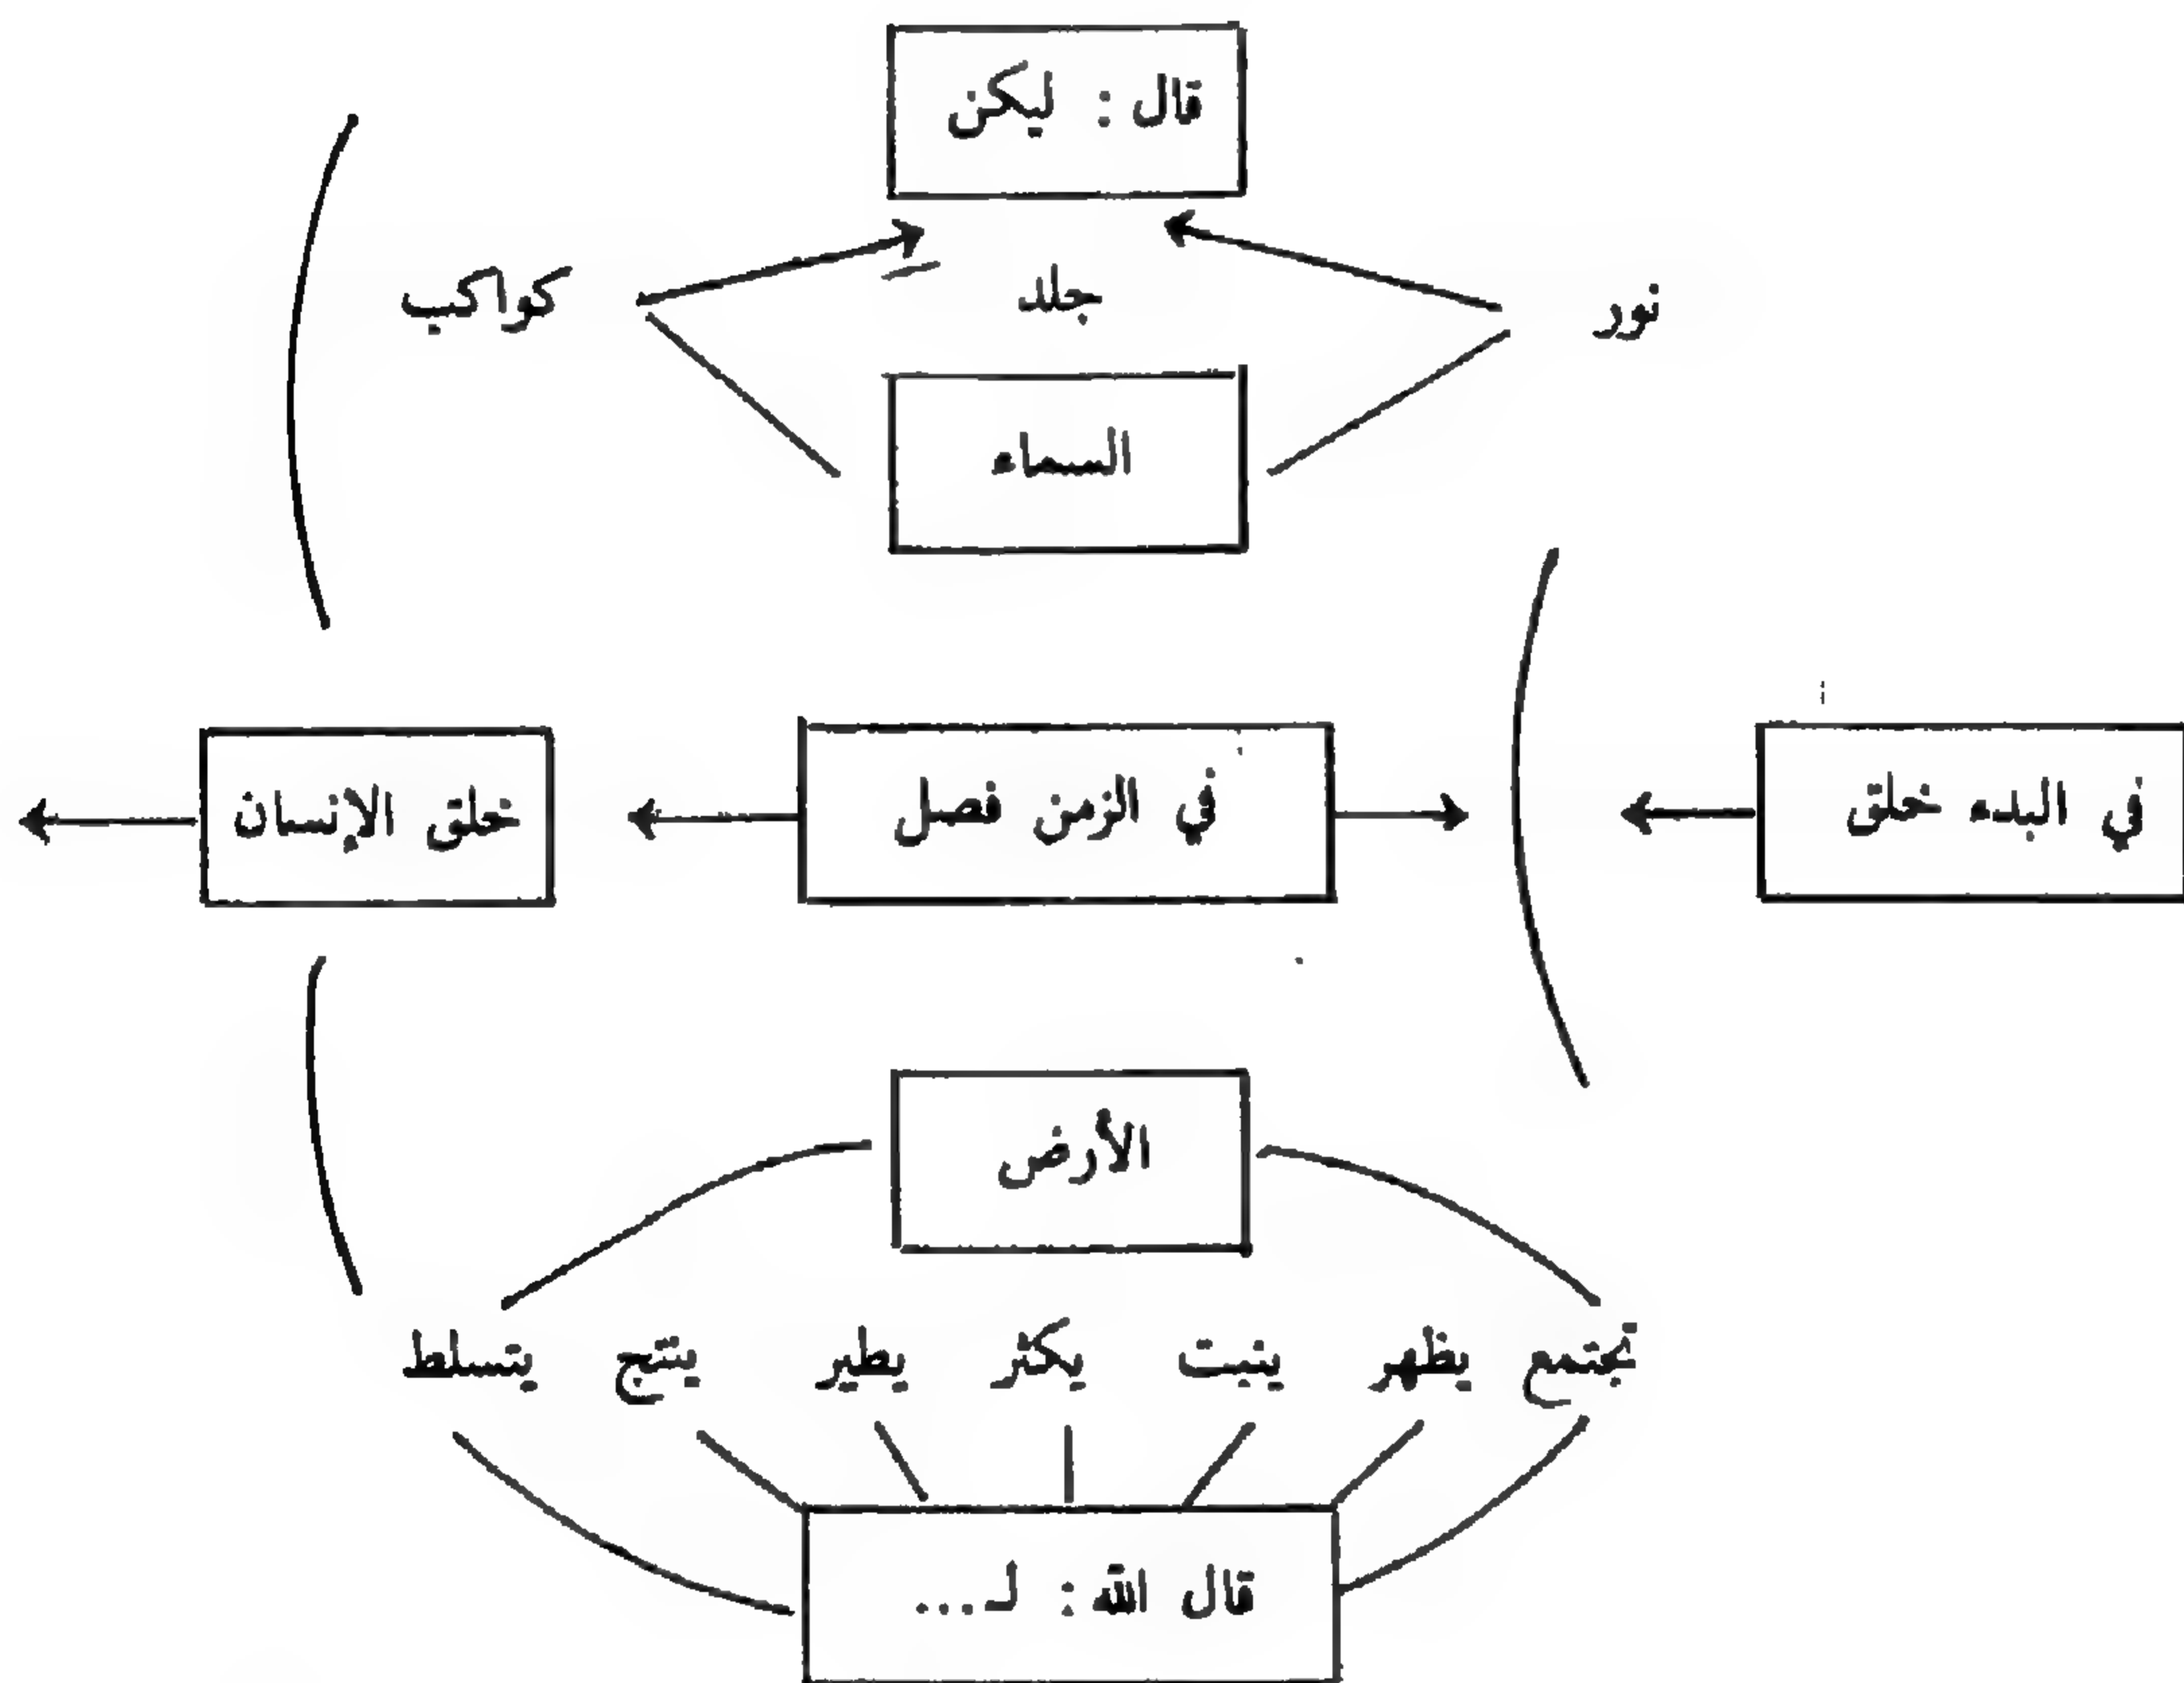 قال : ليكن
نور جلد كواكب
السماء
في البدء خلق في الزمن فصل خلق الإنسان
الأرض
تجتمع يظهر ينبت يكثر يطير ينتج يتسلط
قال الله : لـ...